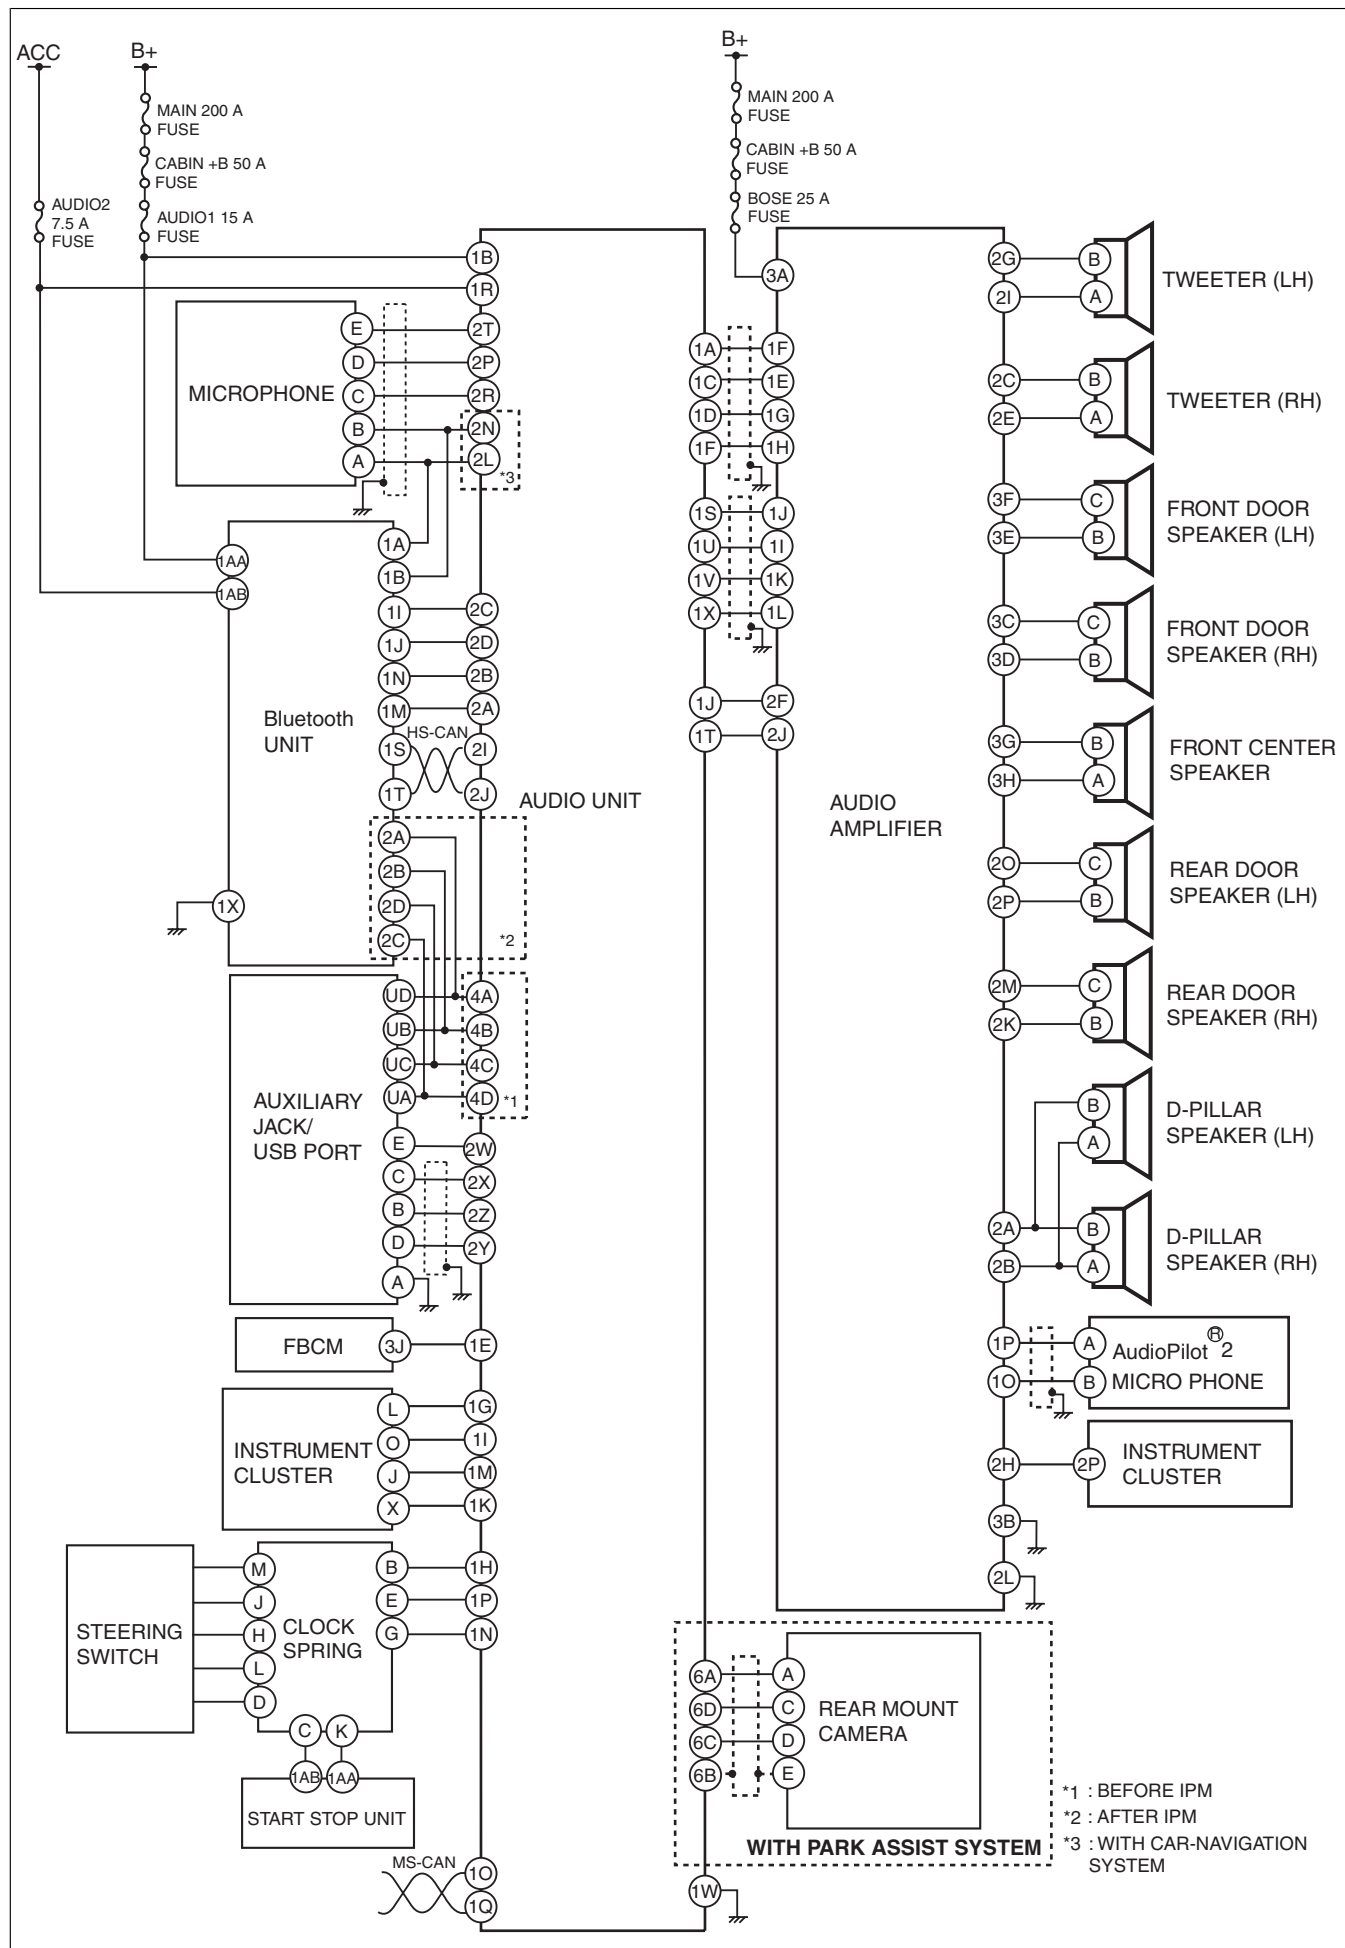 ACC
B+
B+
MAIN 200 A
FUSE
CABIN +B 50 A
FUSE
AUDIO2
7.5 A
FUSE
AUDIO1 15 A
FUSE
MAIN 200 A
FUSE
CABIN +B 50 A
FUSE
BOSE 25 A
FUSE
1B
1R
3A
MICROPHONE
E
D
C
B
A
2T
2P
2R
2N
2L
*3
Bluetooth
UNIT
1AA
1AB
1X
1A
1B
1I
1J
1N
1M
1S
1T
HS-CAN
2C
2D
2B
2A
2I
2J
2A
2B
2D
2C
*2
AUDIO UNIT
AUXILIARY
JACK/
USB PORT
UD
UB
UC
UA
E
C
B
D
A
4A
4B
4C
4D
*1
2W
2X
2Z
2Y
FBCM
3J
1E
INSTRUMENT
CLUSTER
L
O
J
X
1G
1I
1M
1K
STEERING
SWITCH
M
J
H
L
D
CLOCK
SPRING
B
E
G
1H
1P
1N
C
K
1AB
1AA
START STOP UNIT
MS-CAN
1O
1Q
1A
1C
1D
1F
1S
1U
1V
1X
1J
1T
1F
1E
1G
1H
1J
1I
1K
1L
2F
2J
AUDIO
AMPLIFIER
2G
2I
B
A
TWEETER (LH)
2C
2E
B
A
TWEETER (RH)
3F
3E
C
B
FRONT DOOR
SPEAKER (LH)
3C
3D
C
B
FRONT DOOR
SPEAKER (RH)
3G
3H
B
A
FRONT CENTER
SPEAKER
2O
2P
C
B
REAR DOOR
SPEAKER (LH)
2M
2K
C
B
REAR DOOR
SPEAKER (RH)
B
A
D-PILLAR
SPEAKER (LH)
2A
2B
B
A
D-PILLAR
SPEAKER (RH)
1P
1O
A
B
AudioPilot®2
MICRO PHONE
2H
2P
INSTRUMENT
CLUSTER
3B
2L
6A
6D
6C
6B
A
C
D
E
REAR MOUNT
CAMERA
WITH PARK ASSIST SYSTEM
1W
*1 : BEFORE IPM
*2 : AFTER IPM
*3 : WITH CAR-NAVIGATION
SYSTEM